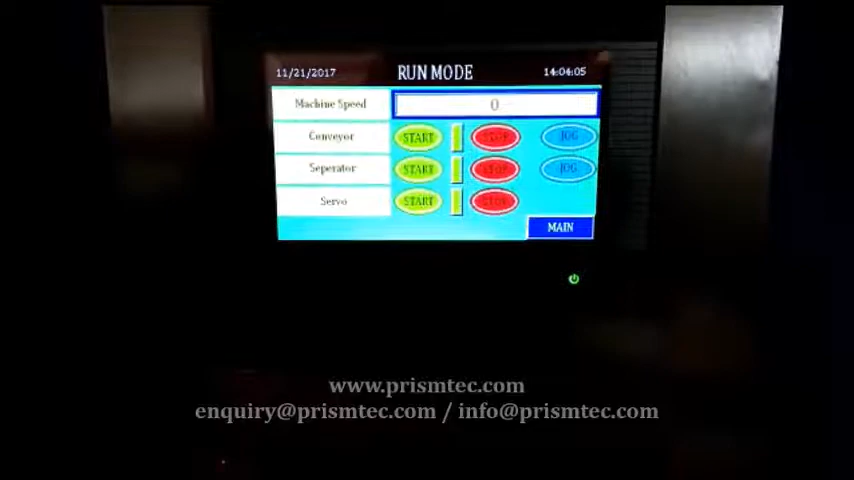 11/21/2017 RUN MODE 14:04:05
Machine Speed 0
Conveyor START STOP JOG
Seperator START STOP JOG
Servo START STOP
MAIN
www.prismtec.com
enquiry@prismtec.com / info@prismtec.com